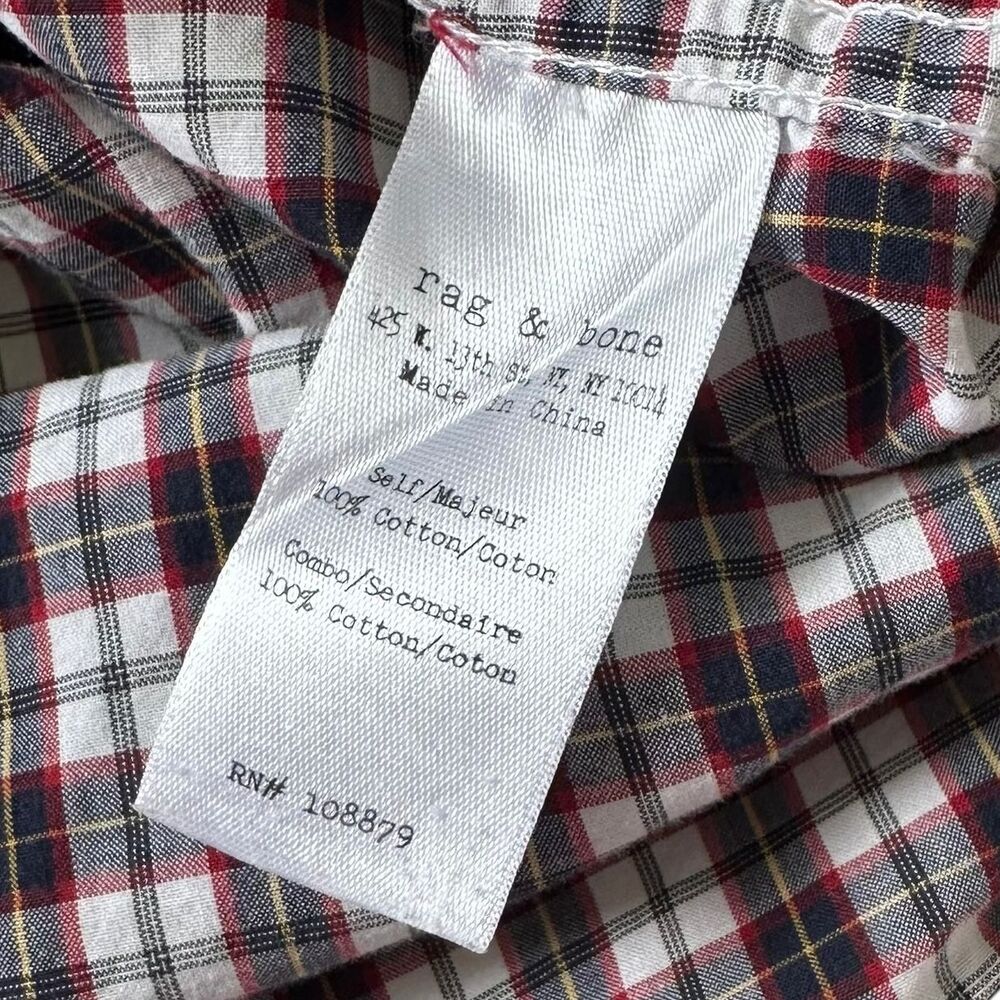 rag & bone
425 W. 13th St, NY, NY 10014
Made in China
Self/Majeur
100% Cotton/Coton
Combo/Secondaire
100% Cotton/Coton
RN# 108879